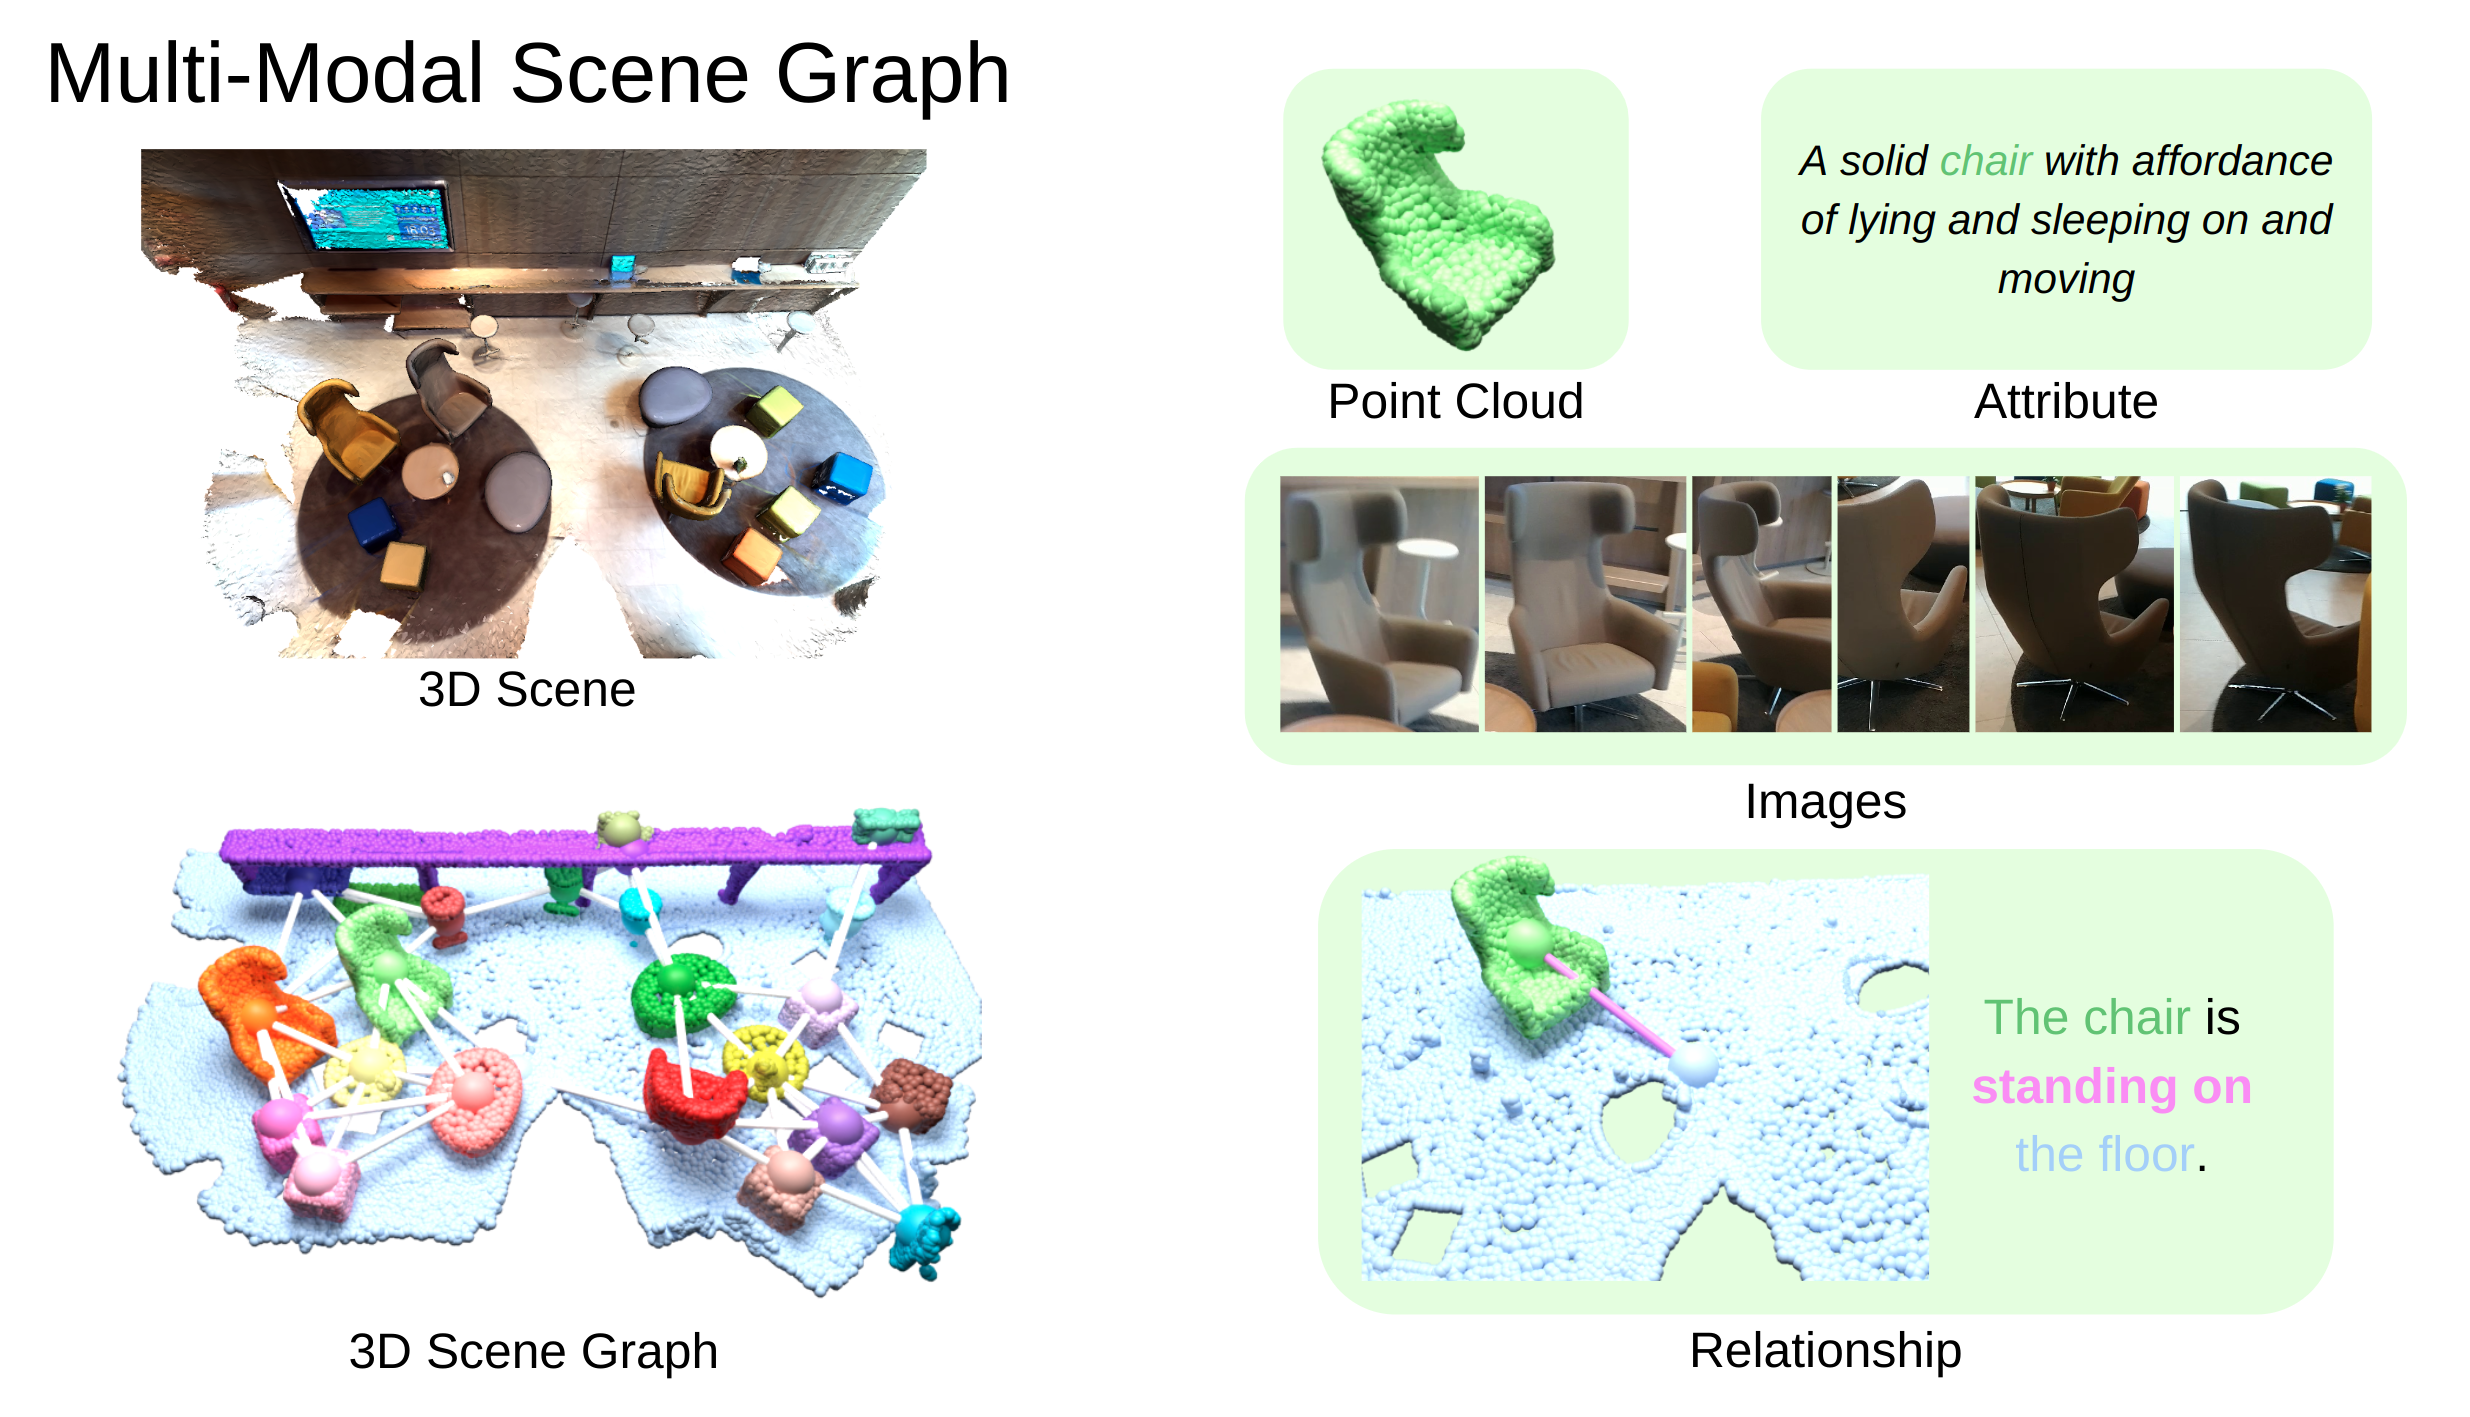 Multi-Modal Scene Graph
3D Scene
3D Scene Graph
Point Cloud
A solid chair with affordance
of lying and sleeping on and
moving
Attribute
Images
The chair is
standing on
the floor.
Relationship